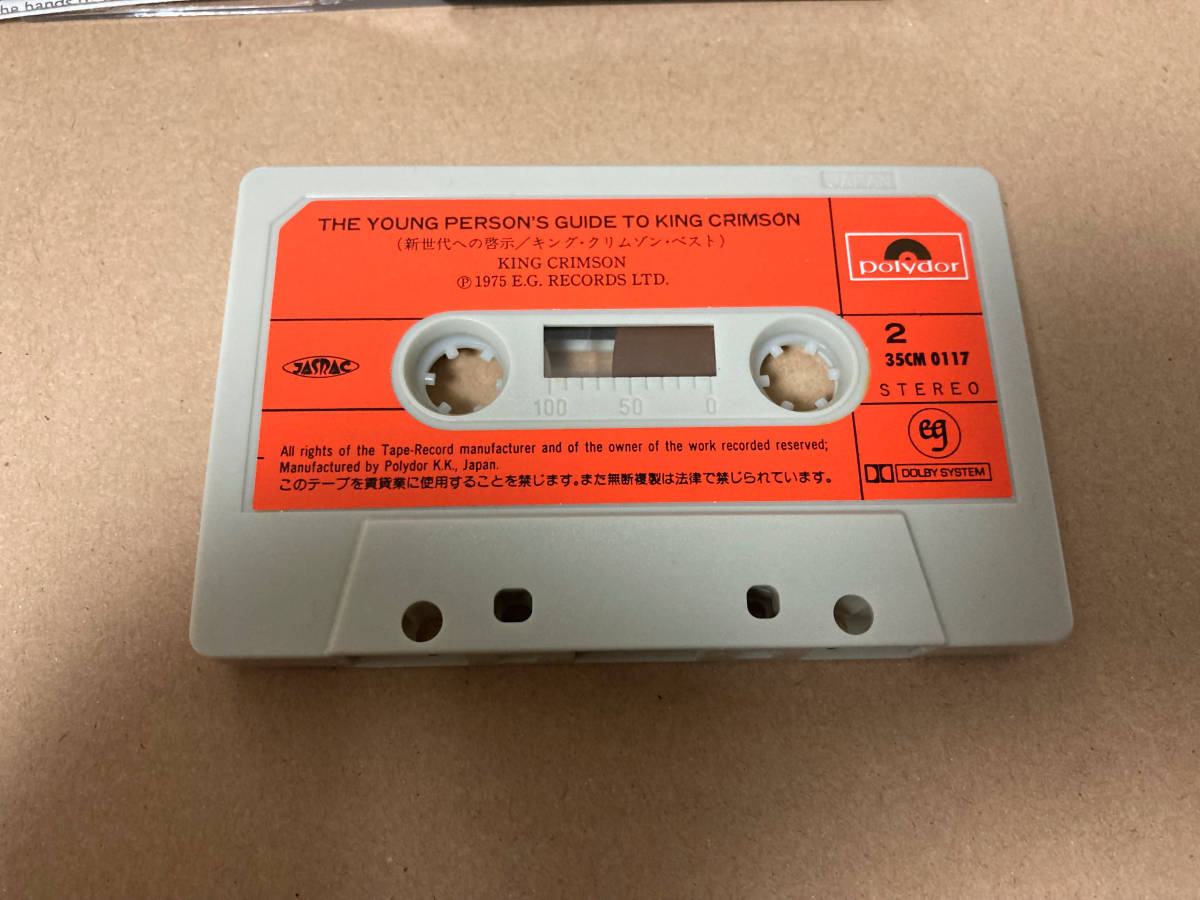 he hands
JAPAN
THE YOUNG PERSON'S GUIDE TO KING CRIMSON
(新世代への啓示/キング・クリムゾン・ベスト)
KING CRIMSON
℗ 1975 E.G. RECORDS LTD.
polydor
JASRAC
2
35CM 0117
STEREO
100 50 0
eg
DOLBY SYSTEM
All rights of the Tape-Record manufacturer and of the owner of the work recorded reserved;
Manufactured by Polydor K.K., Japan.
このテープを賃貸業に使用することを禁じます。また無断複製は法律で禁じられています。